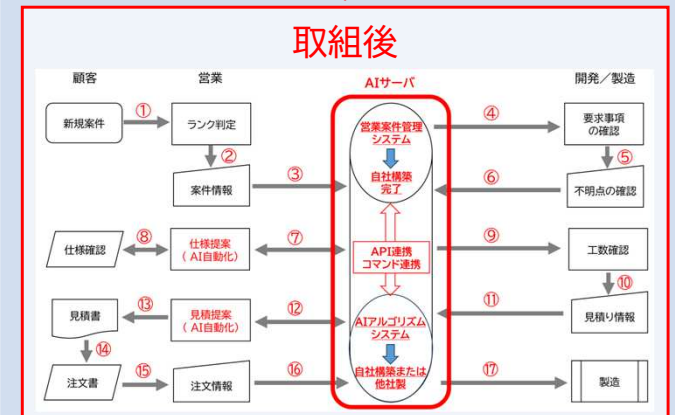 取組後
顧客
営業
AIサーバ
開発/製造
新規案件
①
ランク判定
営業案件管理
システム
④
要求事項
の確認
②
⑤
案件情報
③
自社構築
完了
⑥
不明点の確認
仕様確認
⑧
仕様提案
( AI自動化)
⑦
API連携
コマンド連携
⑨
工数確認
⑩
見積書
⑬
見積提案
( AI自動化)
⑫
AIアルゴリズム
システム
⑪
見積り情報
⑭
注文書
⑮
注文情報
⑯
自社構築または
他社製
⑰
製造